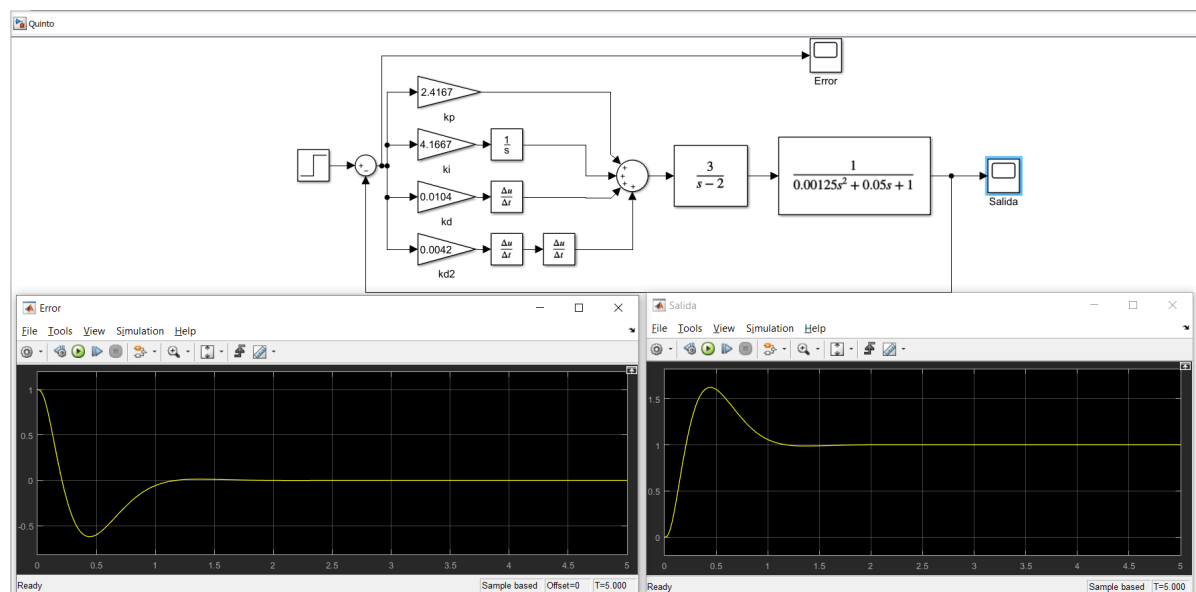 Quinto
Error
2.4167
kp
4.1667
1
s
ki
0.0104
Δu
Δt
kd
0.0042
Δu
Δt
Δu
Δt
kd2
+
−
+
+
+
+
3
s − 2
1
0.00125s² + 0.05s + 1
Salida
Error
File Tools View Simulation Help
1
0.5
0
-0.5
0 0.5 1 1.5 2 2.5 3 3.5 4 4.5 5
Ready Sample based Offset=0 T=5.000
Salida
File Tools View Simulation Help
1.5
1
0.5
0
0 0.5 1 1.5 2 2.5 3 3.5 4 4.5 5
Ready Sample based T=5.000